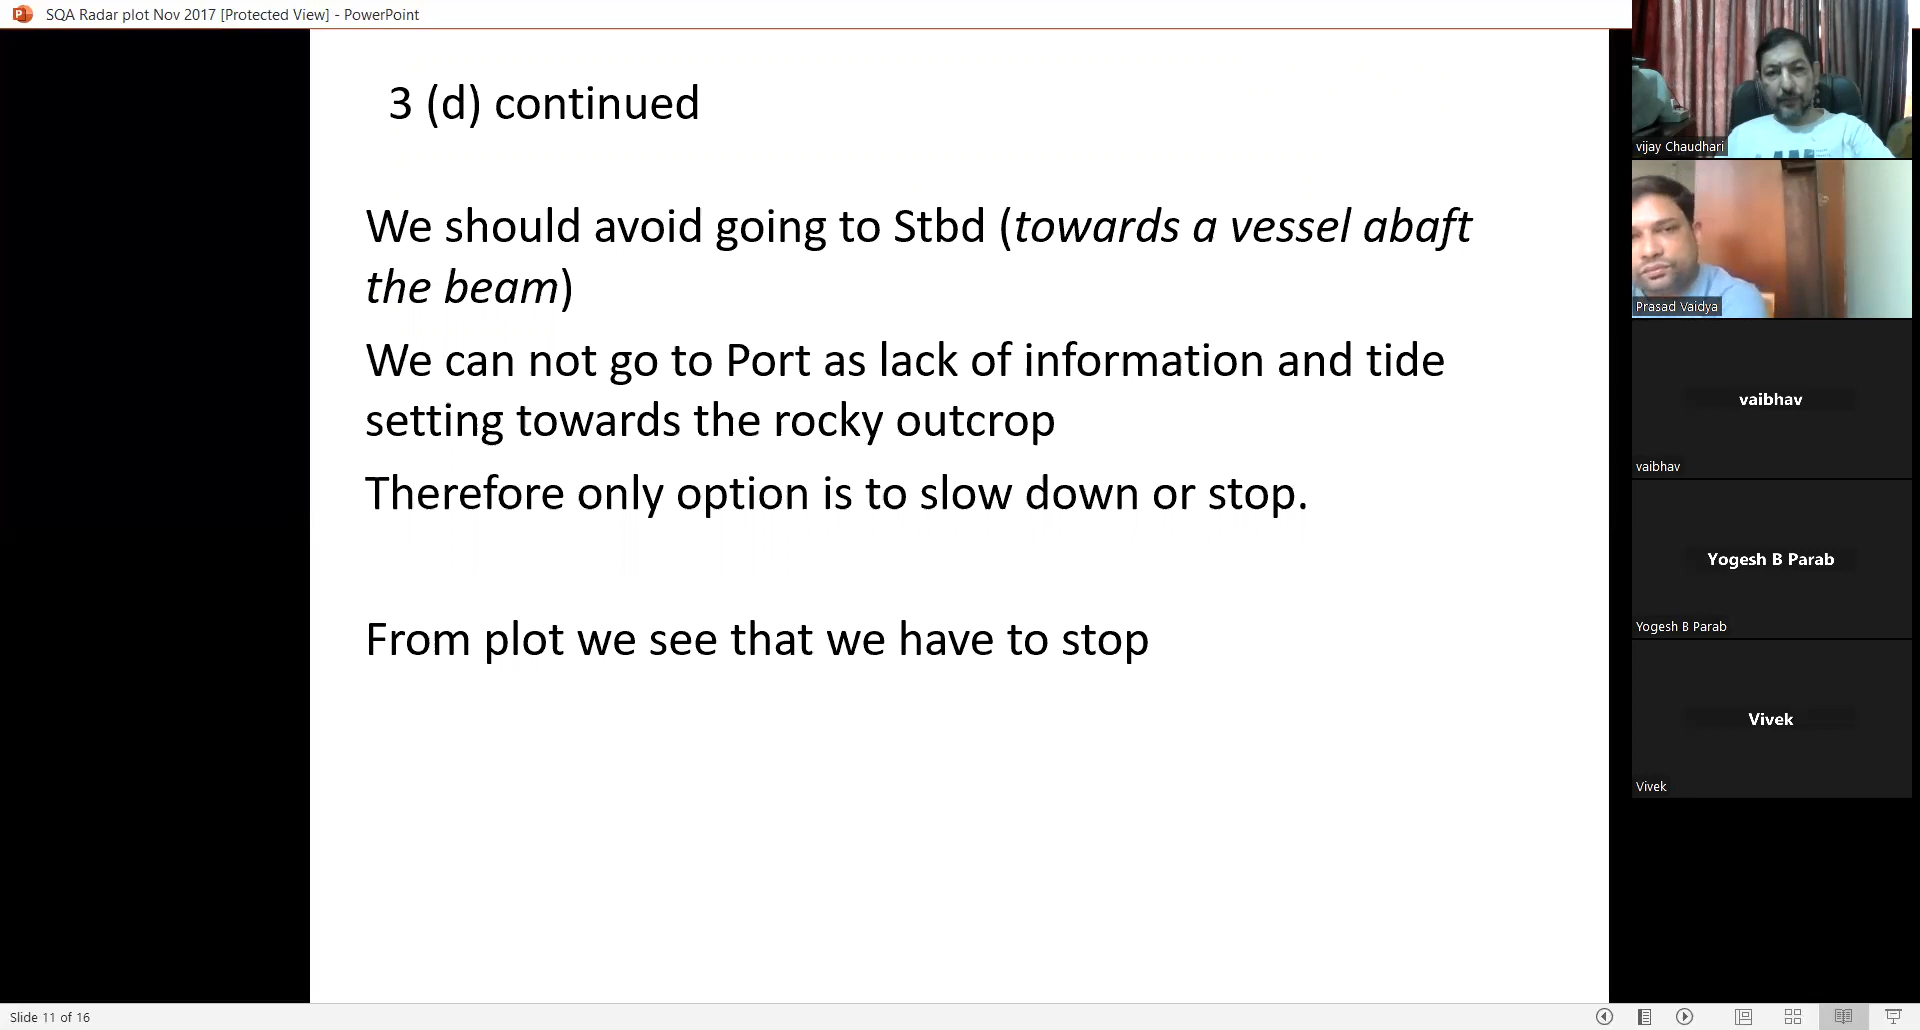 SQA Radar plot Nov 2017 [Protected View] - PowerPoint
3 (d) continued
We should avoid going to Stbd (towards a vessel abaft
the beam)
We can not go to Port as lack of information and tide
setting towards the rocky outcrop
Therefore only option is to slow down or stop.
From plot we see that we have to stop
vijay Chaudhari
Prasad Vaidya
vaibhav
vaibhav
Yogesh B Parab
Yogesh B Parab
Vivek
Vivek
Slide 11 of 16